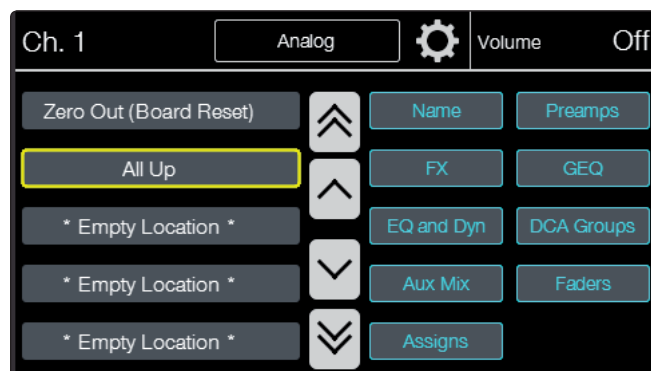 Ch. 1 Analog Volume Off
Zero Out (Board Reset) Name Preamps
All Up FX GEQ
* Empty Location * EQ and Dyn DCA Groups
* Empty Location * Aux Mix Faders
* Empty Location * Assigns